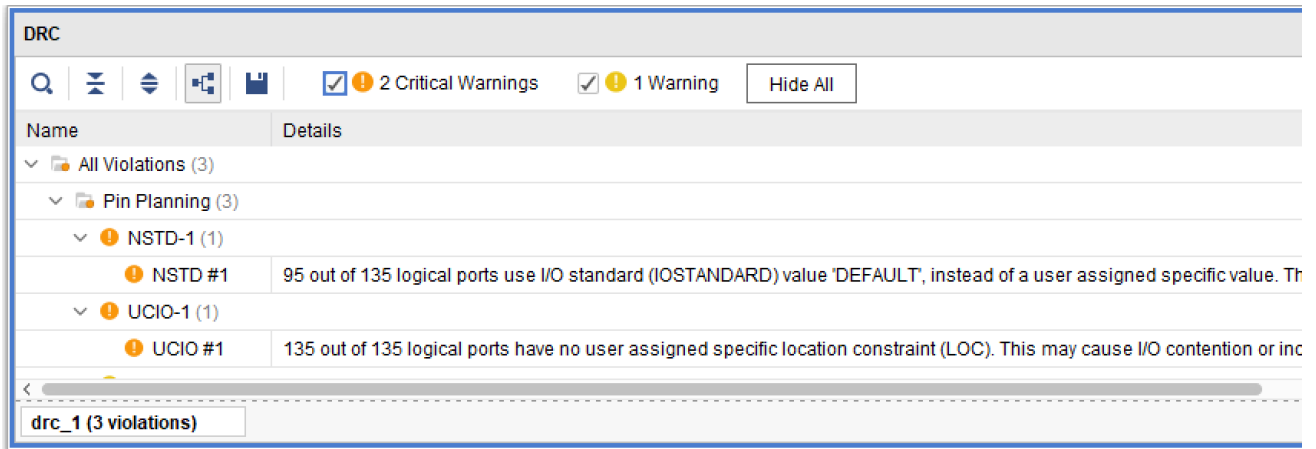 DRC
2 Critical Warnings 1 Warning Hide All
Name Details
All Violations (3)
Pin Planning (3)
NSTD-1 (1)
NSTD #1 95 out of 135 logical ports use I/O standard (IOSTANDARD) value 'DEFAULT', instead of a user assigned specific value. Th
UCIO-1 (1)
UCIO #1 135 out of 135 logical ports have no user assigned specific location constraint (LOC). This may cause I/O contention or inc
drc_1 (3 violations)